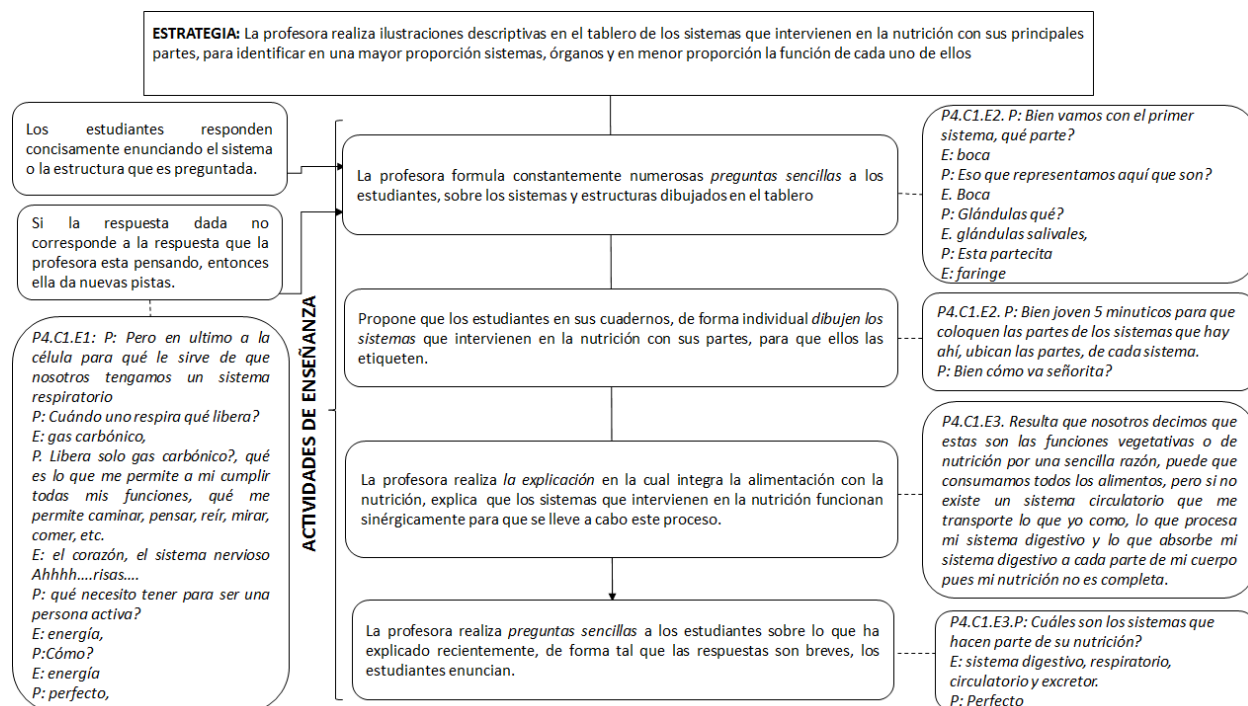 ESTRATEGIA: La profesora realiza ilustraciones descriptivas en el tablero de los sistemas que intervienen en la nutrición con sus principales
partes, para identificar en una mayor proporción sistemas, órganos y en menor proporción la función de cada uno de ellos
Los estudiantes responden
concisamente enunciando el sistema
o la estructura que es preguntada.
Si la respuesta dada no
corresponde a la respuesta que la
profesora esta pensando, entonces
ella da nuevas pistas.
P4.C1.E1: P: Pero en ultimo a la
célula para qué le sirve de que
nosotros tengamos un sistema
respiratorio
P: Cuándo uno respira qué libera?
E: gas carbónico,
P. Libera solo gas carbónico?, qué
es lo que me permite a mi cumplir
todas mis funciones, qué me
permite caminar, pensar, reír, mirar,
comer, etc.
E: el corazón, el sistema nervioso
Ahhhh....risas....
P: qué necesito tener para ser una
persona activa?
E: energía,
P:Cómo?
E: energía
P: perfecto,
ACTIVIDADES DE ENSEÑANZA
La profesora formula constantemente numerosas preguntas sencillas a los
estudiantes, sobre los sistemas y estructuras dibujados en el tablero
Propone que los estudiantes en sus cuadernos, de forma individual dibujen los
sistemas que intervienen en la nutrición con sus partes, para que ellos las
etiqueten.
La profesora realiza la explicación en la cual integra la alimentación con la
nutrición, explica que los sistemas que intervienen en la nutrición funcionan
sinérgicamente para que se lleve a cabo este proceso.
La profesora realiza preguntas sencillas a los estudiantes sobre lo que ha
explicado recientemente, de forma tal que las respuestas son breves, los
estudiantes enuncian.
P4.C1.E2. P: Bien vamos con el primer
sistema, qué parte?
E: boca
P: Eso que representamos aquí que son?
E. Boca
P: Glándulas qué?
E. glándulas salivales,
P: Esta partecita
E: faringe
P4.C1.E2. P: Bien joven 5 minuticos para que
coloquen las partes de los sistemas que hay
ahí, ubican las partes, de cada sistema.
P: Bien cómo va señorita?
P4.C1.E3. Resulta que nosotros decimos que
estas son las funciones vegetativas o de
nutrición por una sencilla razón, puede que
consumamos todos los alimentos, pero si no
existe un sistema circulatorio que me
transporte lo que yo como, lo que procesa
mi sistema digestivo y lo que absorbe mi
sistema digestivo a cada parte de mi cuerpo
pues mi nutrición no es completa.
P4.C1.E3.P: Cuáles son los sistemas que
hacen parte de su nutrición?
E: sistema digestivo, respiratorio,
circulatorio y excretor.
P: Perfecto